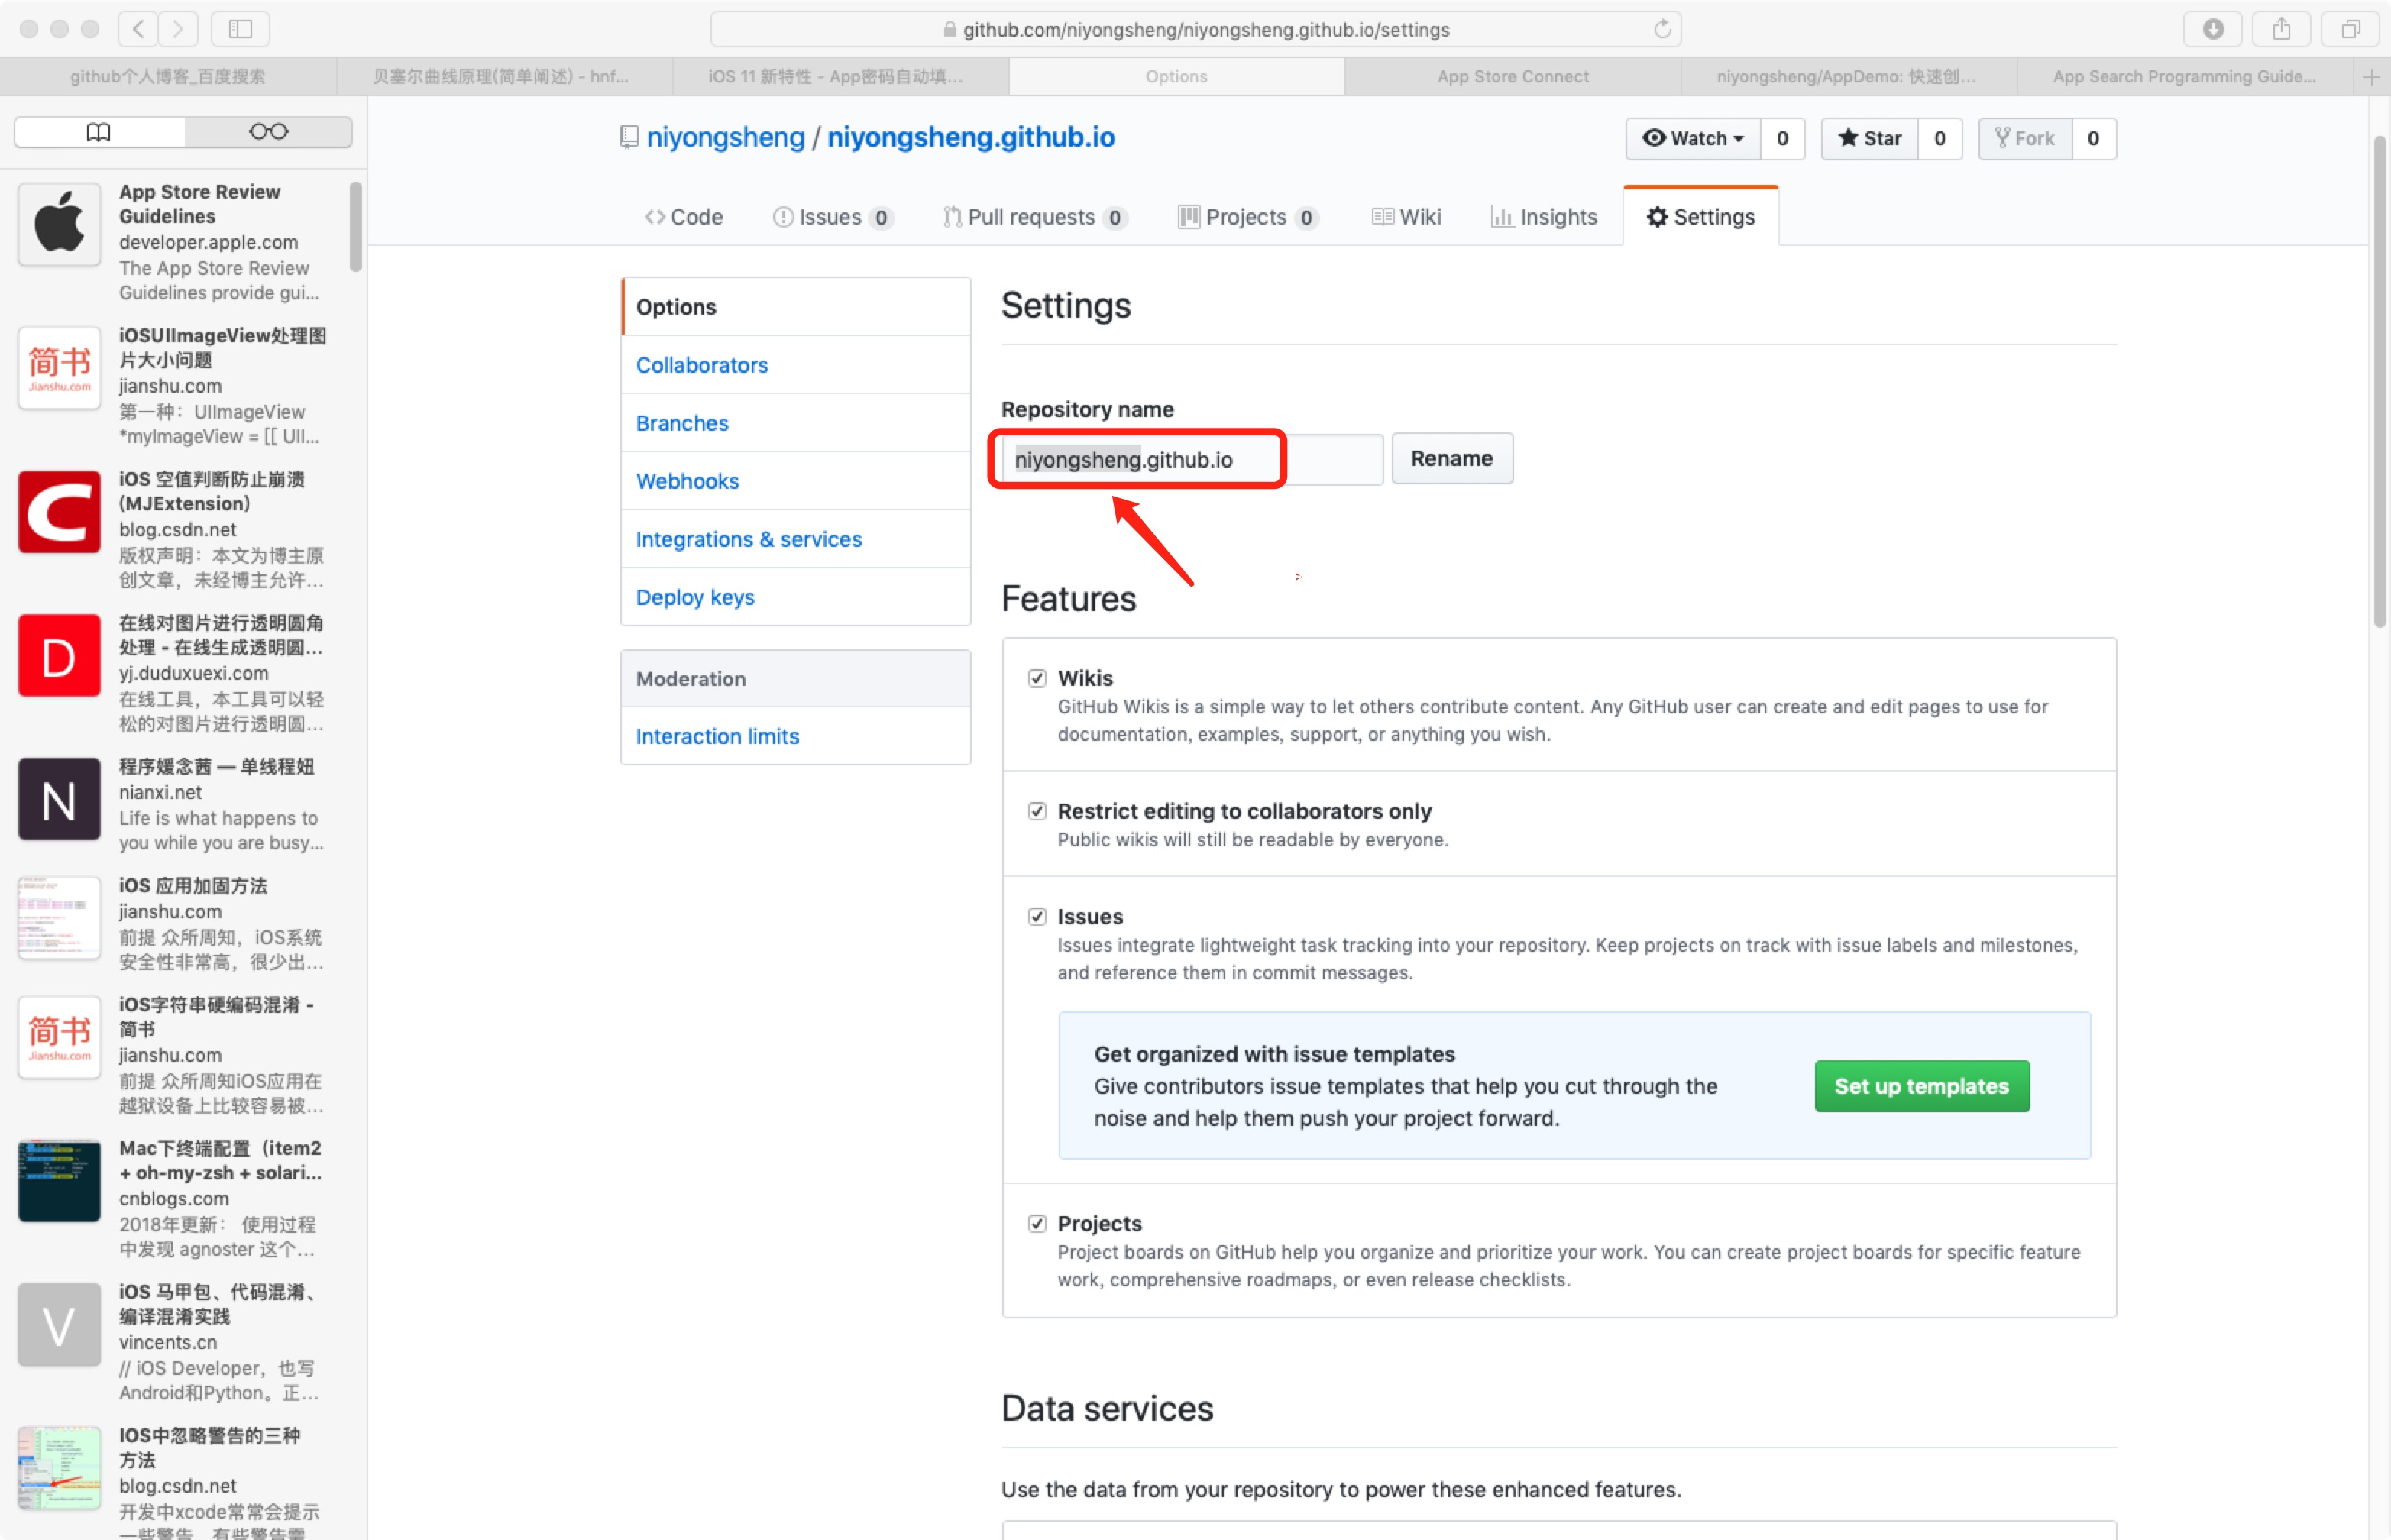 github.com/niyongsheng/niyongsheng.github.io/settings
github个人博客_百度搜索
贝塞尔曲线原理(简单阐述) - hnf...
iOS 11 新特性 - App密码自动填...
Options
App Store Connect
niyongsheng/AppDemo: 快速创...
App Search Programming Guide...
App Store Review
Guidelines
developer.apple.com
The App Store Review
Guidelines provide gui...
简书
Jianshu.com
iOSUIImageView处理图
片大小问题
jianshu.com
第一种：UIImageView
*myImageView = [[ UII...
C
iOS 空值判断防止崩溃
(MJExtension)
blog.csdn.net
版权声明：本文为博主原
创文章，未经博主允许...
D
在线对图片进行透明圆角
处理 - 在线生成透明圆...
yj.duduxuexi.com
在线工具，本工具可以轻
松的对图片进行透明圆...
N
程序媛念茜 — 单线程妞
nianxi.net
Life is what happens to
you while you are busy...
iOS 应用加固方法
jianshu.com
前提 众所周知，iOS系统
安全性非常高，很少出...
简书
Jianshu.com
iOS字符串硬编码混淆 -
简书
jianshu.com
前提 众所周知iOS应用在
越狱设备上比较容易被...
Mac下终端配置（item2
+ oh-my-zsh + solari...
cnblogs.com
2018年更新： 使用过程
中发现 agnoster 这个...
V
iOS 马甲包、代码混淆、
编译混淆实践
vincents.cn
// iOS Developer，也写
Android和Python。正...
IOS中忽略警告的三种
方法
blog.csdn.net
开发中xcode常常会提示
一些警告，有些警告需
niyongsheng / niyongsheng.github.io
Watch 0
Star 0
Fork 0
Code
Issues 0
Pull requests 0
Projects 0
Wiki
Insights
Settings
Options
Collaborators
Branches
Webhooks
Integrations & services
Deploy keys
Moderation
Interaction limits
Settings
Repository name
niyongsheng.github.io
Rename
Features
Wikis
GitHub Wikis is a simple way to let others contribute content. Any GitHub user can create and edit pages to use for
documentation, examples, support, or anything you wish.
Restrict editing to collaborators only
Public wikis will still be readable by everyone.
Issues
Issues integrate lightweight task tracking into your repository. Keep projects on track with issue labels and milestones,
and reference them in commit messages.
Get organized with issue templates
Give contributors issue templates that help you cut through the
noise and help them push your project forward.
Set up templates
Projects
Project boards on GitHub help you organize and prioritize your work. You can create project boards for specific feature
work, comprehensive roadmaps, or even release checklists.
Data services
Use the data from your repository to power these enhanced features.